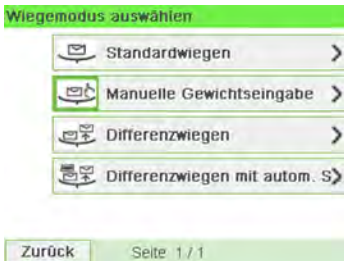 Wiegemodus auswählen
Standardwiegen
Manuelle Gewichtseingabe
Differenzwiegen
Differenzwiegen mit autom. S
Zurück Seite 1/1